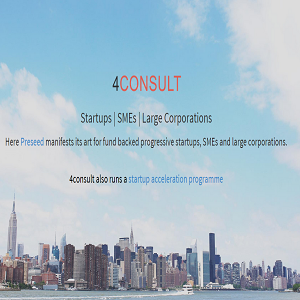 4CONSULT
Startups | SMEs | Large Corporations
Here Preseed manifests its art for fund backed progressive startups, SMEs and large corporations.
4consult also runs a startup acceleration programme